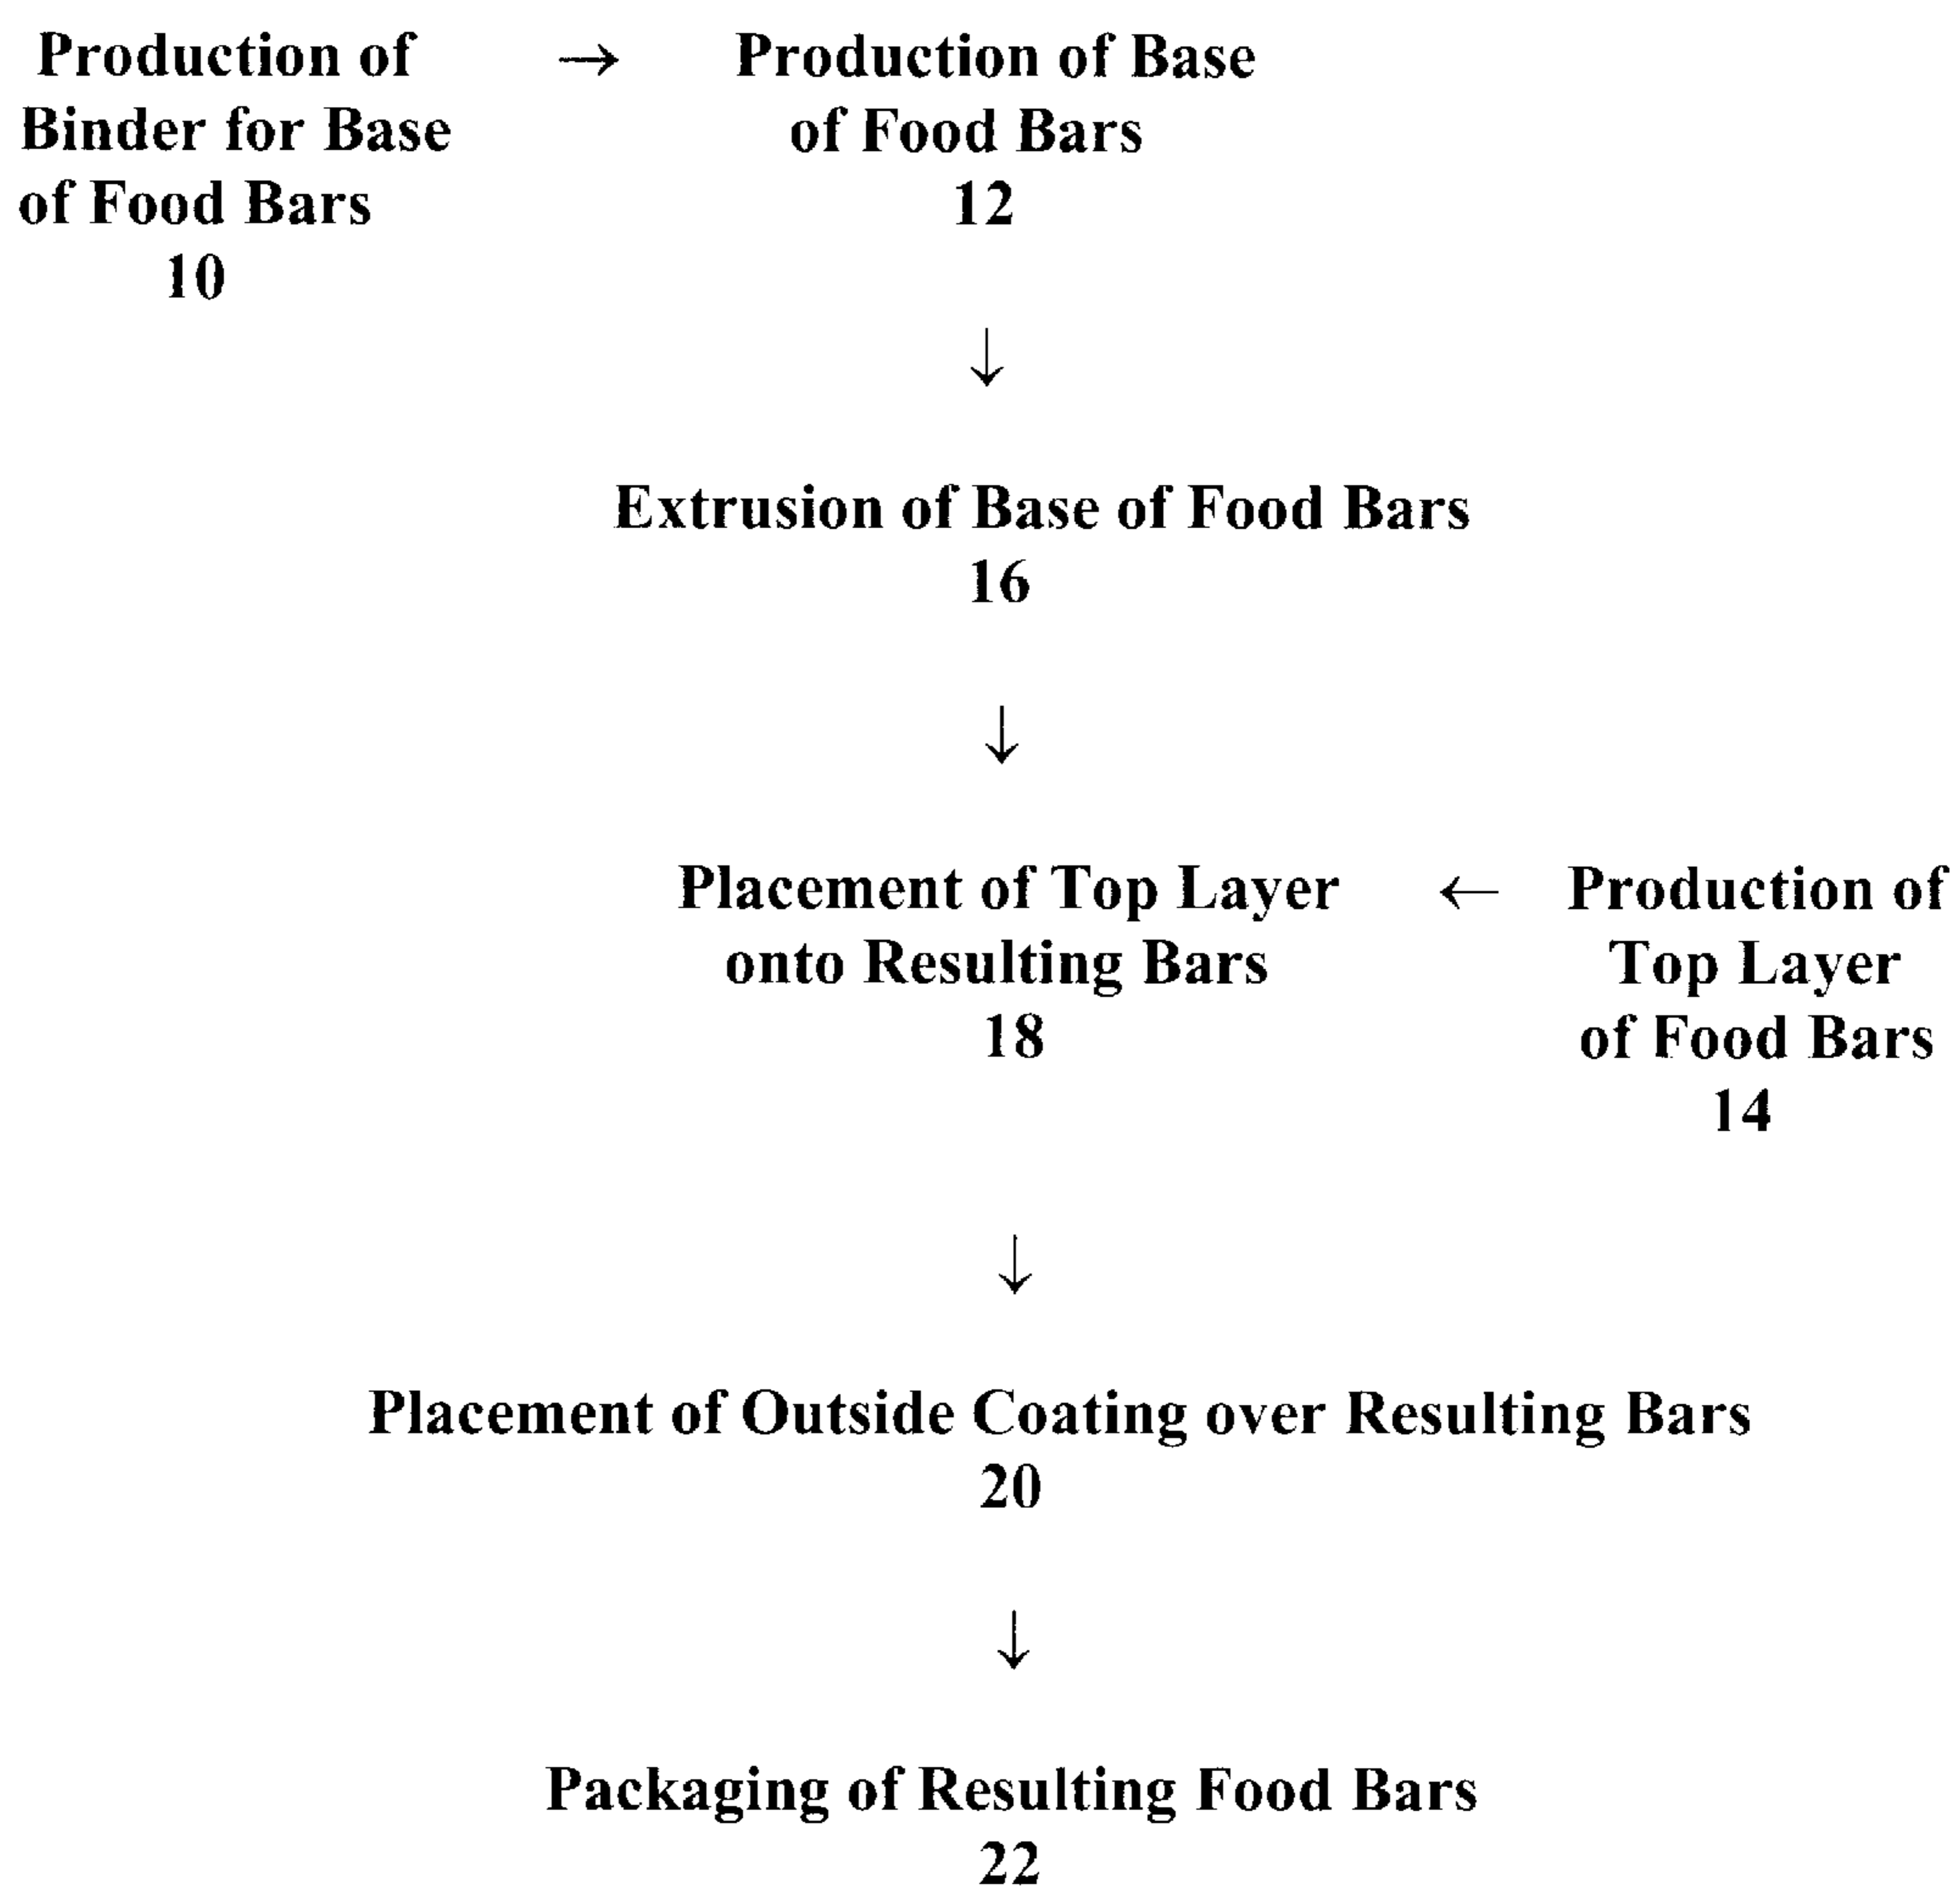 Production of
Binder for Base
of Food Bars
10
→
Production of Base
of Food Bars
12
↓
Extrusion of Base of Food Bars
16
↓
Placement of Top Layer
onto Resulting Bars
18
←
Production of
Top Layer
of Food Bars
14
↓
Placement of Outside Coating over Resulting Bars
20
↓
Packaging of Resulting Food Bars
22